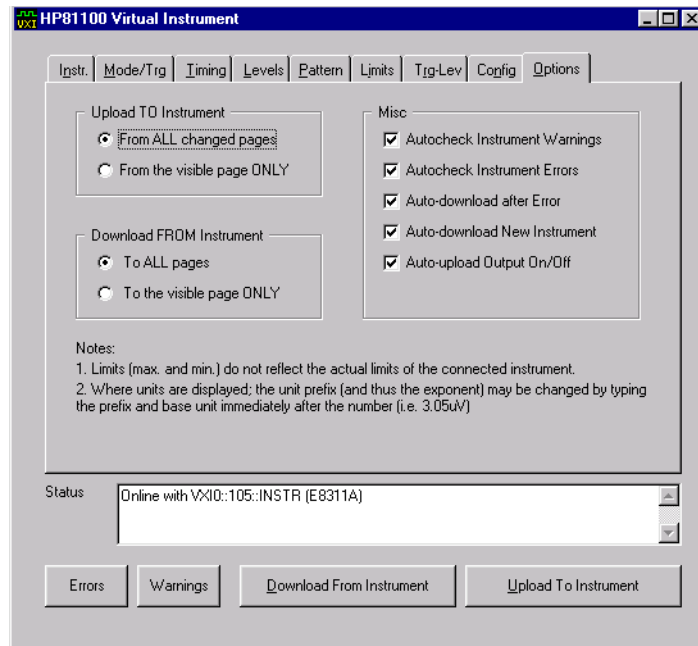 VXI HP81100 Virtual Instrument
Instr. Mode/Trg Timing Levels Pattern Limits Trg-Lev Config Options
Upload TO Instrument
From ALL changed pages
From the visible page ONLY
Download FROM Instrument
To ALL pages
To the visible page ONLY
Misc
Autocheck Instrument Warnings
Autocheck Instrument Errors
Auto-download after Error
Auto-download New Instrument
Auto-upload Output On/Off
Notes:
1. Limits (max. and min.) do not reflect the actual limits of the connected instrument.
2. Where units are displayed; the unit prefix (and thus the exponent) may be changed by typing
the prefix and base unit immediately after the number (i.e. 3.05uV)
Status
Online with VXI0::105::INSTR (E8311A)
Errors Warnings Download From Instrument Upload To Instrument